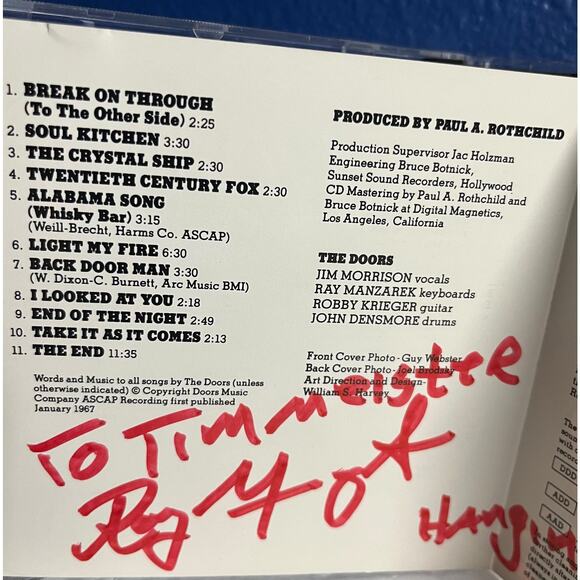 1. BREAK ON THROUGH
(To The Other Side) 2:25
2. SOUL KITCHEN 3:30
3. THE CRYSTAL SHIP 2:30
4. TWENTIETH CENTURY FOX 2:30
5. ALABAMA SONG
(Whisky Bar) 3:15
(Weill-Brecht, Harms Co. ASCAP)
6. LIGHT MY FIRE 6:30
7. BACK DOOR MAN 3:30
(W. Dixon-C. Burnett, Arc Music BMI)
8. I LOOKED AT YOU 2:18
9. END OF THE NIGHT 2:49
10. TAKE IT AS IT COMES 2:13
11. THE END 11:35
Words and Music to all songs by The Doors (unless
otherwise indicated) © Copyright Doors Music
Company ASCAP Recording first published
January 1967
PRODUCED BY PAUL A. ROTHCHILD
Production Supervisor Jac Holzman
Engineering Bruce Botnick,
Sunset Sound Recorders, Hollywood
CD Mastering by Paul A. Rothchild and
Bruce Botnick at Digital Magnetics,
Los Angeles, California
THE DOORS
JIM MORRISON vocals
RAY MANZAREK keyboards
ROBBY KRIEGER guitar
JOHN DENSMORE drums
Front Cover Photo - Guy Webster
Back Cover Photo - Joel Brodsky
Art Direction and Design-
William S. Harvey
TO TIMMEISTER
DDD
ADD
AAD